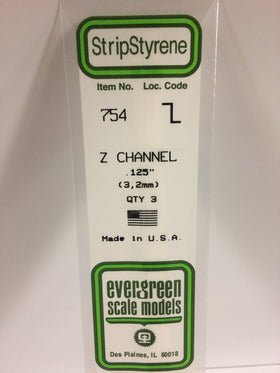 StripStyrene
Item No. Loc. Code
754
Z CHANNEL
.125"
(3,2mm)
QTY 3
Made in U.S.A.
evergreen
scale models
Des Plaines, IL 60018